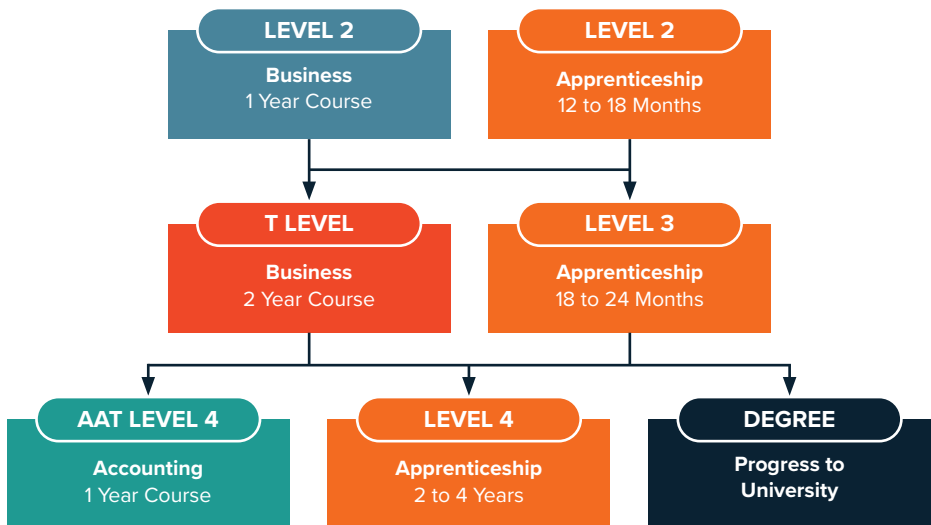 LEVEL 2
Business
1 Year Course
LEVEL 2
Apprenticeship
12 to 18 Months
T LEVEL
Business
2 Year Course
LEVEL 3
Apprenticeship
18 to 24 Months
AAT LEVEL 4
Accounting
1 Year Course
LEVEL 4
Apprenticeship
2 to 4 Years
DEGREE
Progress to
University